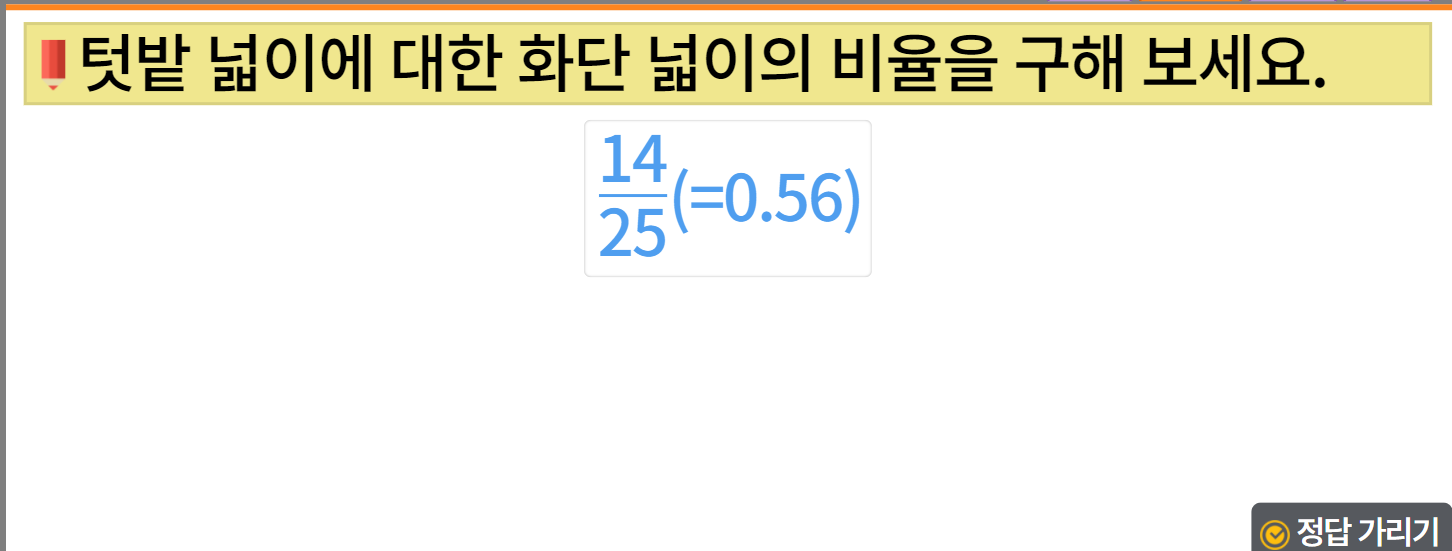 텃밭 넓이에 대한 화단 넓이의 비율을 구해 보세요.
14
25
(=0.56)
정답 가리기